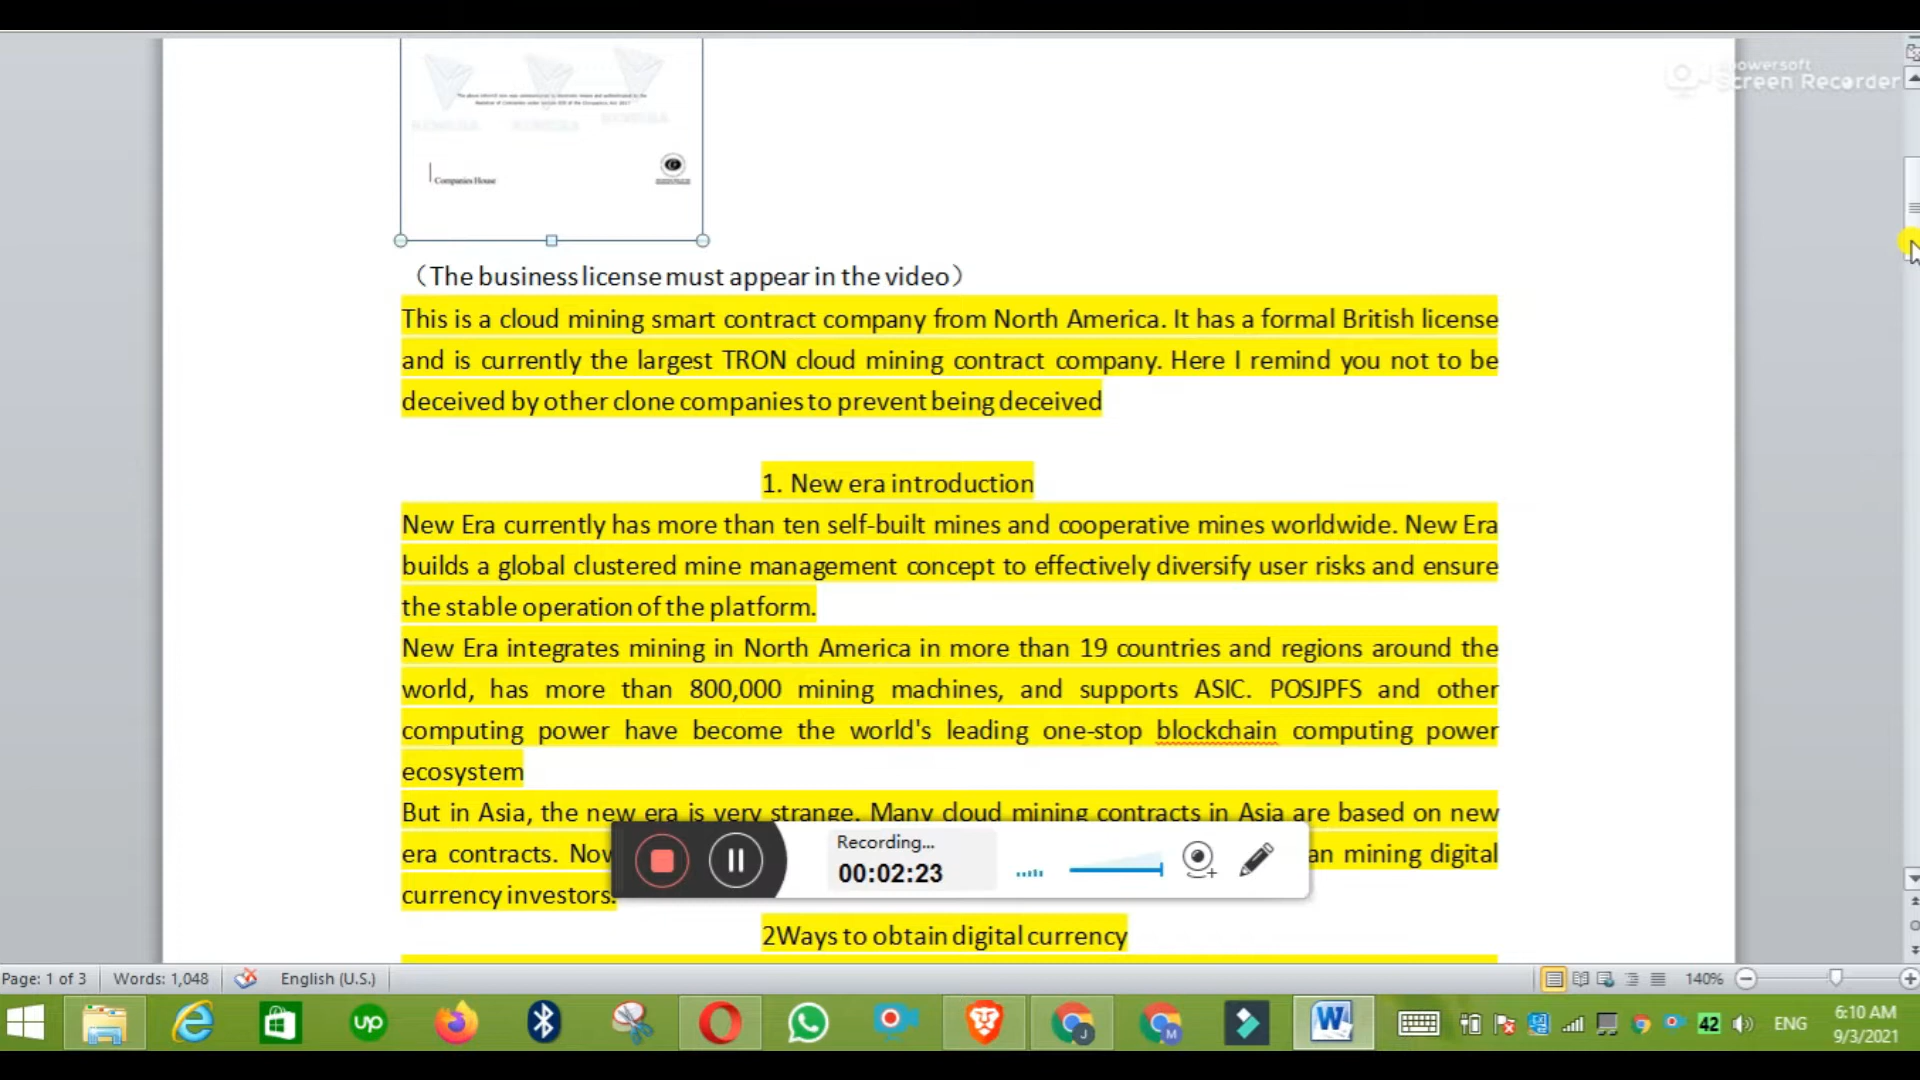 Apowersoft
Screen Recorder
Companies House
（The business license must appear in the video）
This is a cloud mining smart contract company from North America. It has a formal British license
and is currently the largest TRON cloud mining contract company. Here I remind you not to be
deceived by other clone companies to prevent being deceived
1. New era introduction
New Era currently has more than ten self-built mines and cooperative mines worldwide. New Era
builds a global clustered mine management concept to effectively diversify user risks and ensure
the stable operation of the platform.
New Era integrates mining in North America in more than 19 countries and regions around the
world, has more than 800,000 mining machines, and supports ASIC. POSJPFS and other
computing power have become the world's leading one-stop blockchain computing power
ecosystem
But in Asia, the new era is very strange. Many cloud mining contracts in Asia are based on new
era contracts. Nov an mining digital
currency investors.
Recording...
00:02:23
2Ways to obtain digital currency
Page: 1 of 3 Words: 1,048 English (U.S.) 140%
up
J
M
W
42 ENG 6:10 AM
9/3/2021